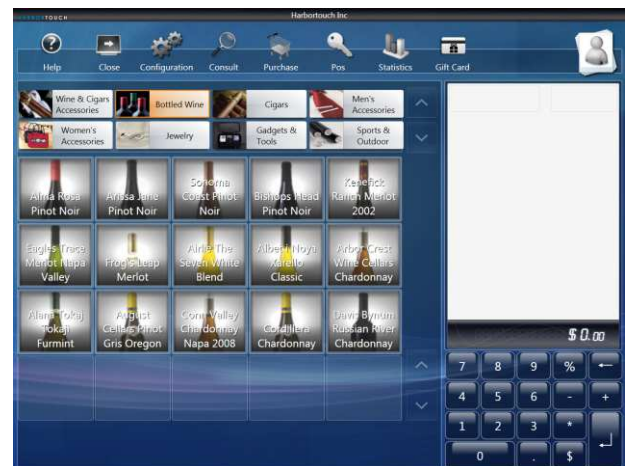 HARBORTOUCH
Harbortouch Inc
Help
Close
Configuration
Consult
Purchase
Pos
Statistics
Gift Card
Wine & Cigars
Accessories
Bottled Wine
Cigars
Men's
Accessories
Women's
Accessories
Jewelry
Gadgets &
Tools
Sports &
Outdoor
Alma Rosa
Pinot Noir
Arissa Jane
Pinot Noir
Sonoma
Coast Pinot
Noir
Bishops Head
Pinot Noir
Kenefick
Ranch Merlot
2002
Eagles Trace
Merlot Napa
Valley
Frog's Leap
Merlot
Airlie The
Seven White
Blend
Albert Noya
Xarello
Classic
Arbor Crest
Wine Cellars
Chardonnay
Alana Tokaj
Tokaji
Furmint
August
Cellars Pinot
Gris Oregon
Conn Valley
Chardonnay
Napa 2008
Cordillera
Chardonnay
Davis Bynum
Russian River
Chardonnay
$ 0.00
7 8 9 % ←
4 5 6 - +
1 2 3 *
0 . $